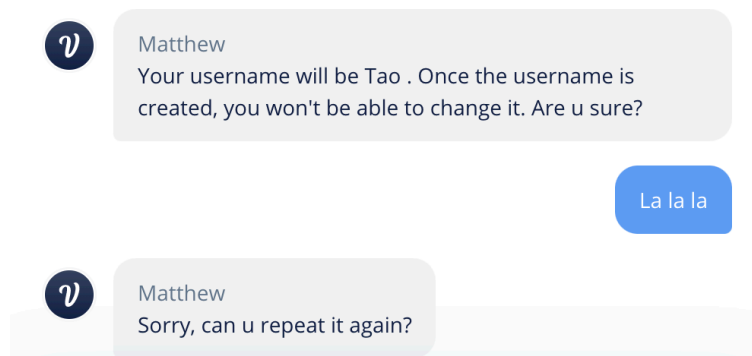 Matthew
Your username will be Tao . Once the username is
created, you won't be able to change it. Are u sure?
La la la
Matthew
Sorry, can u repeat it again?